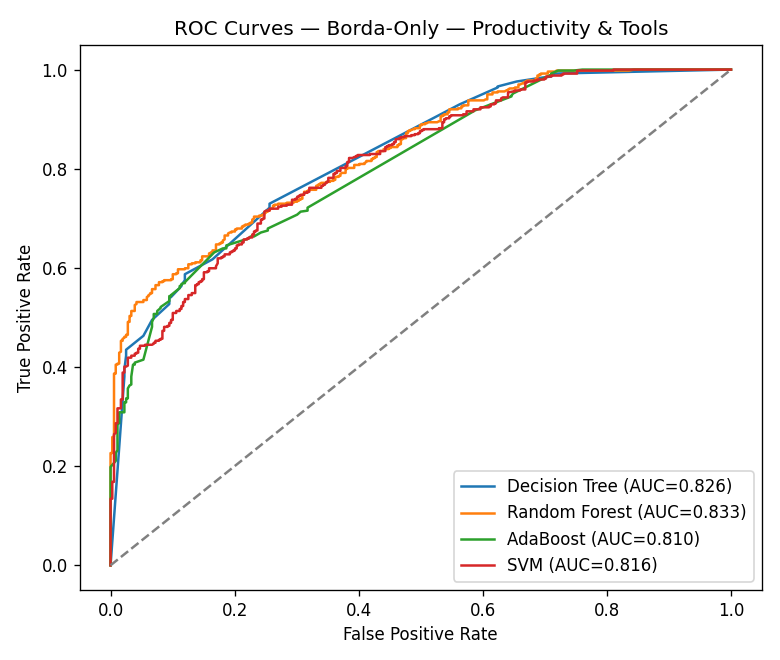 ROC Curves — Borda-Only — Productivity & Tools
True Positive Rate
1.0
0.8
0.6
0.4
0.2
0.0
Decision Tree (AUC=0.826)
Random Forest (AUC=0.833)
AdaBoost (AUC=0.810)
SVM (AUC=0.816)
0.0 0.2 0.4 0.6 0.8 1.0
False Positive Rate